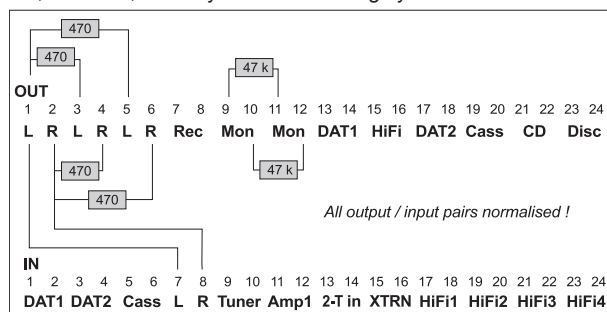 470
470
47 k
OUT
1 2 3 4 5 6 7 8 9 10 11 12 13 14 15 16 17 18 19 20 21 22 23 24
L R L R L R Rec Mon Mon DAT1 HiFi DAT2 Cass CD Disc
470
47 k
470
All output / input pairs normalised !
IN
1 2 3 4 5 6 7 8 9 10 11 12 13 14 15 16 17 18 19 20 21 22 23 24
DAT1 DAT2 Cass L R Tuner Amp1 2-T in XTRN HiFi1 HiFi2 HiFi3 HiFi4